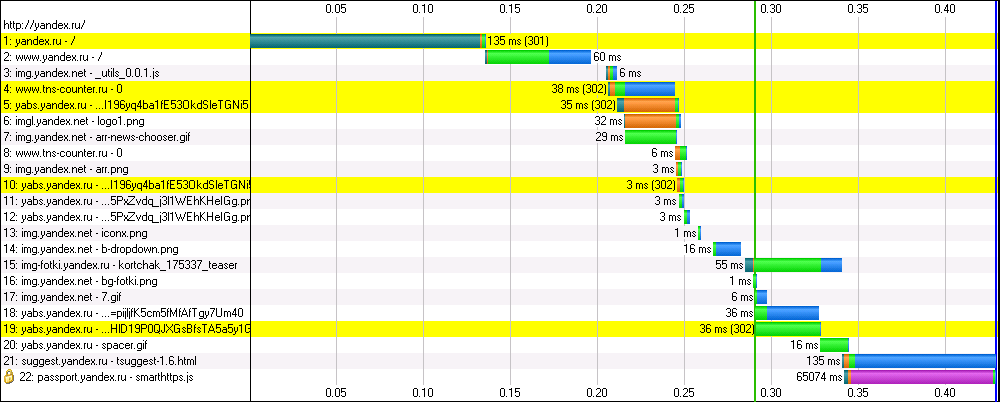 0.05 0.10 0.15 0.20 0.25 0.30 0.35 0.40
http://yandex.ru/
1: yandex.ru - / 135 ms (301)
2: www.yandex.ru - / 60 ms
3: img.yandex.net - _utils_0.0.1.js 6 ms
4: www.tns-counter.ru - 0 38 ms (302)
5: yabs.yandex.ru - 35 ms (302)
6: imgl.yandex.net - logo1.png 32 ms
7: img.yandex.net - arr-news-chooser.gif 29 ms
8: www.tns-counter.ru - 0 6 ms
9: img.yandex.net - arr.png 3 ms
10: yabs.yandex.ru - 3 ms (302)
11: yabs.yandex.ru - 3 ms
12: yabs.yandex.ru - 3 ms
13: img.yandex.net - iconx.png 1 ms
14: img.yandex.net - b-dropdown.png 16 ms
15: img-fotki.yandex.ru - kortchak_175337_teaser 55 ms
16: img.yandex.net - bg-fotki.png 1 ms
17: img.yandex.net - 7.gif 6 ms
18: yabs.yandex.ru - 36 ms
19: yabs.yandex.ru - 36 ms (302)
20: yabs.yandex.ru - spacer.gif 16 ms
21: suggest.yandex.ru - tsuggest-1.6.html 135 ms
22: passport.yandex.ru - smarthttps.js 65074 ms
0.05 0.10 0.15 0.20 0.25 0.30 0.35 0.40